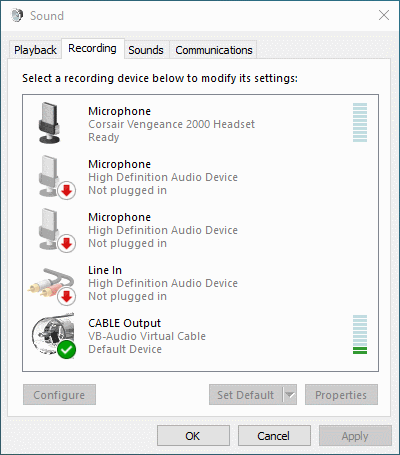 Sound
Playback Recording Sounds Communications
Select a recording device below to modify its settings:
Microphone
Corsair Vengeance 2000 Headset
Ready
Microphone
High Definition Audio Device
Not plugged in
Microphone
High Definition Audio Device
Not plugged in
Line In
High Definition Audio Device
Not plugged in
CABLE Output
VB-Audio Virtual Cable
Default Device
Configure Set Default Properties
OK Cancel Apply